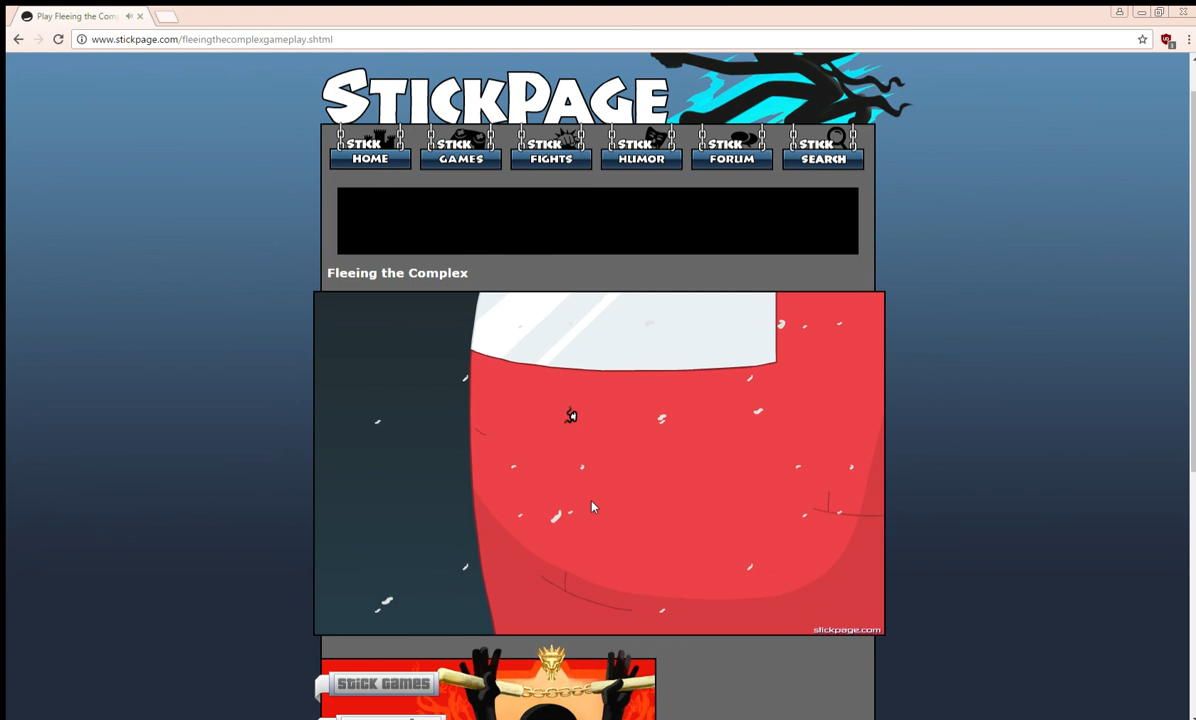 Play Fleeing the Com
www.stickpage.com/fleeingthecomplexgameplay.shtml
STICKPAGE
STICK HOME
STICK GAMES
STICK FIGHTS
STICK HUMOR
STICK FORUM
STICK SEARCH
Fleeing the Complex
stickpage.com
STICK GAMES